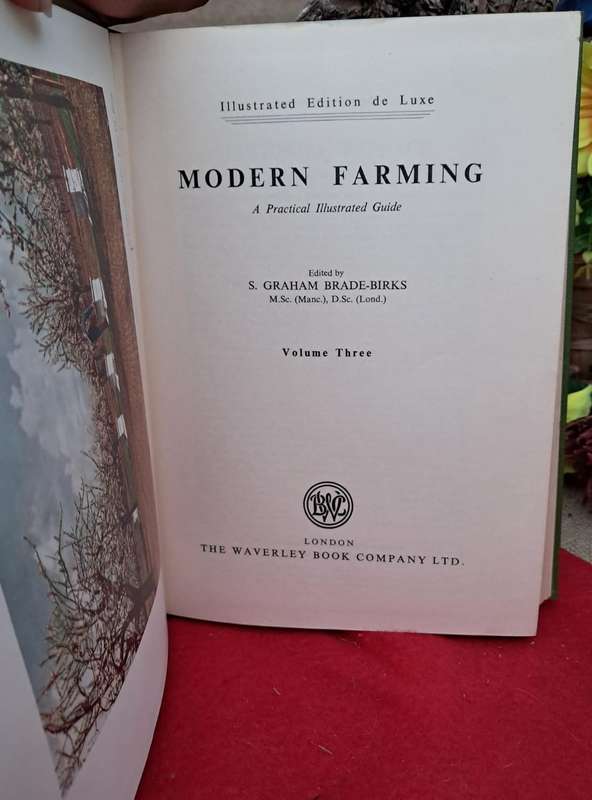 Illustrated Edition de Luxe
MODERN FARMING
A Practical Illustrated Guide
Edited by
S. GRAHAM BRADE-BIRKS
M.Sc. (Manc.), D.Sc. (Lond.)
Volume Three
LONDON
THE WAVERLEY BOOK COMPANY LTD.